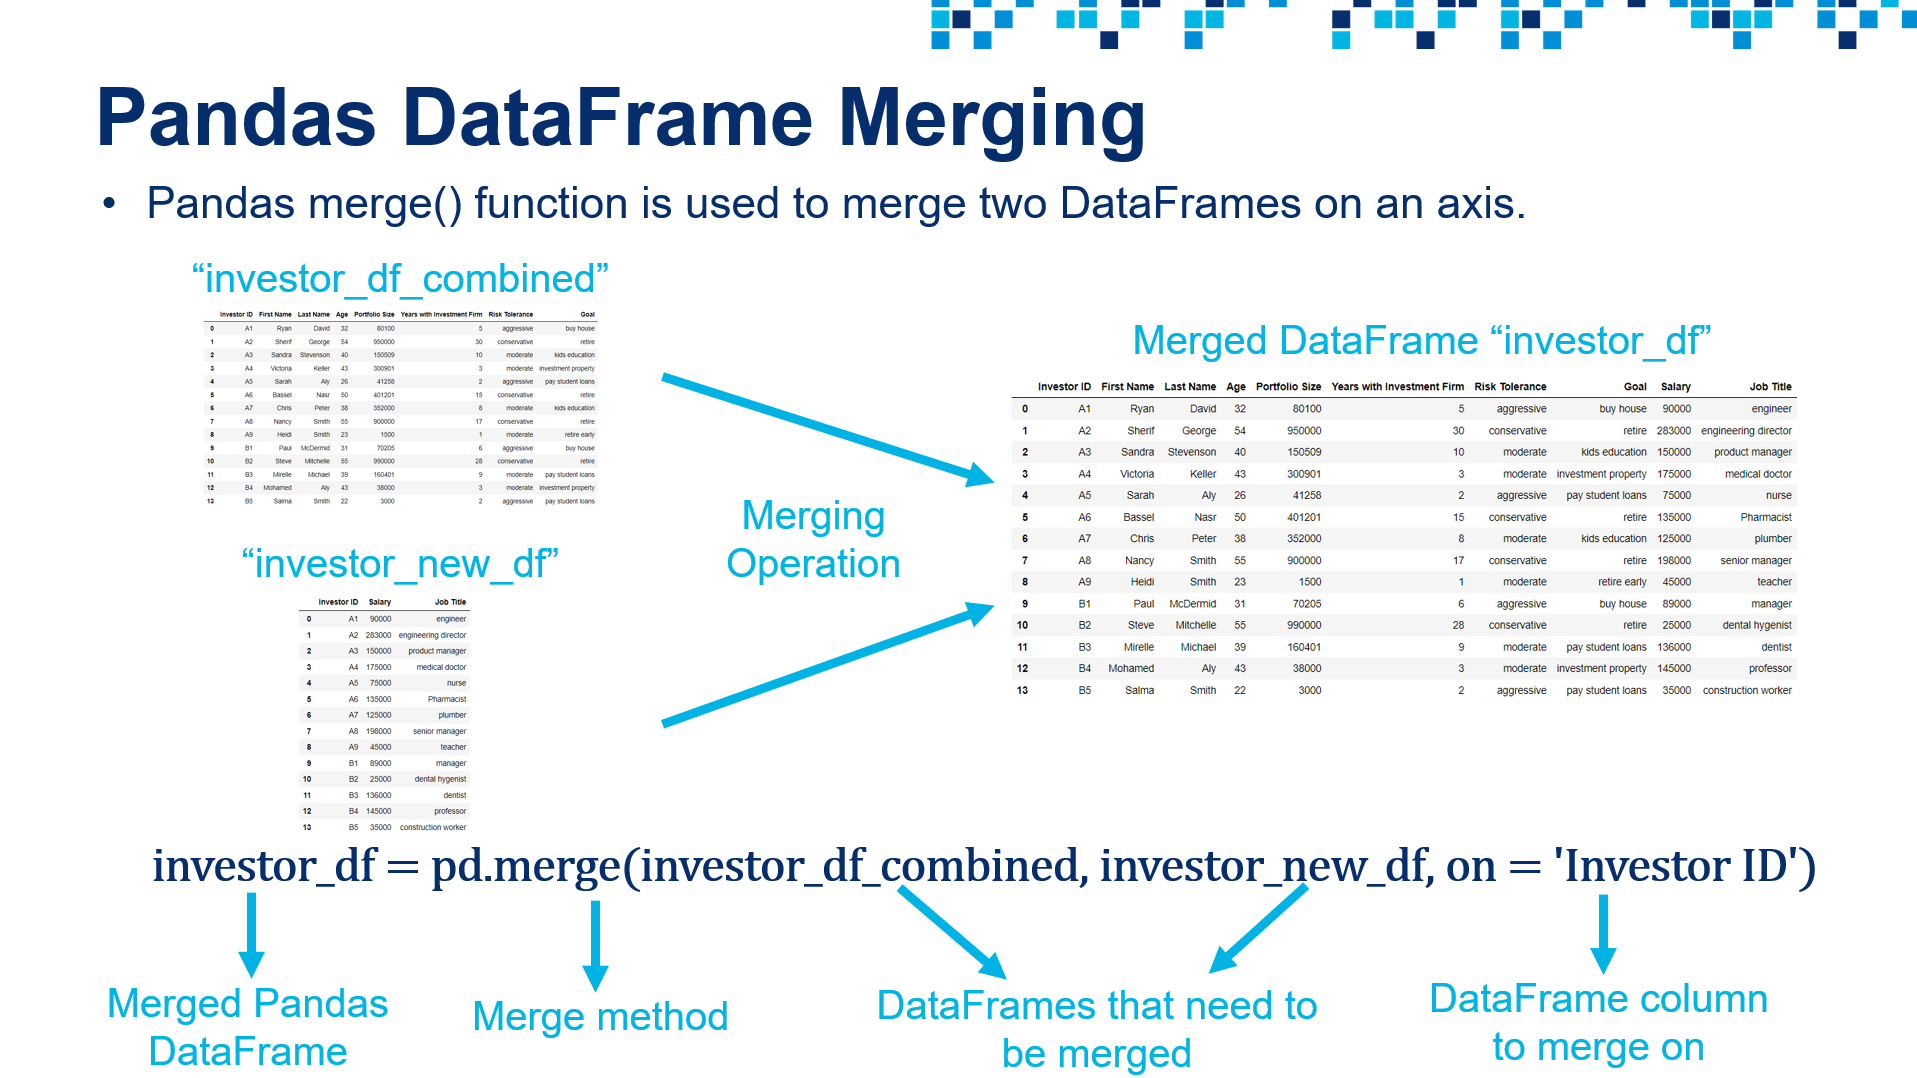 Pandas DataFrame Merging
• Pandas merge() function is used to merge two DataFrames on an axis.
“investor_df_combined”
Investor ID First Name Last Name Age Portfolio Size Years with Investment Firm Risk Tolerance Goal
0 A1 Ryan David 32 80100 5 aggressive buy house
1 A2 Sherif George 54 950000 30 conservative retire
2 A3 Sandra Stevenson 40 150509 10 moderate kids education
3 A4 Victoria Keller 43 300901 3 moderate investment property
4 A5 Sarah Aly 26 41258 2 aggressive pay student loans
5 A6 Bassel Nasr 50 401201 15 conservative retire
6 A7 Chris Peter 38 352000 8 moderate kids education
7 A8 Nancy Smith 55 900000 17 conservative retire
8 A9 Heidi Smith 23 1500 1 moderate retire early
9 B1 Paul McDermid 31 70205 6 aggressive buy house
10 B2 Steve Mitchelle 55 990000 28 conservative retire
11 B3 Mirelle Michael 39 160401 9 moderate pay student loans
12 B4 Mohamed Aly 43 38000 3 moderate investment property
13 B5 Salma Smith 22 3000 2 aggressive pay student loans
“investor_new_df”
Investor ID Salary Job Title
0 A1 90000 engineer
1 A2 283000 engineering director
2 A3 150000 product manager
3 A4 175000 medical doctor
4 A5 75000 nurse
5 A6 135000 Pharmacist
6 A7 125000 plumber
7 A8 198000 senior manager
8 A9 45000 teacher
9 B1 89000 manager
10 B2 25000 dental hygenist
11 B3 136000 dentist
12 B4 145000 professor
13 B5 35000 construction worker
Merging
Operation
Merged DataFrame “investor_df”
Investor ID First Name Last Name Age Portfolio Size Years with Investment Firm Risk Tolerance Goal Salary Job Title
0 A1 Ryan David 32 80100 5 aggressive buy house 90000 engineer
1 A2 Sherif George 54 950000 30 conservative retire 283000 engineering director
2 A3 Sandra Stevenson 40 150509 10 moderate kids education 150000 product manager
3 A4 Victoria Keller 43 300901 3 moderate investment property 175000 medical doctor
4 A5 Sarah Aly 26 41258 2 aggressive pay student loans 75000 nurse
5 A6 Bassel Nasr 50 401201 15 conservative retire 135000 Pharmacist
6 A7 Chris Peter 38 352000 8 moderate kids education 125000 plumber
7 A8 Nancy Smith 55 900000 17 conservative retire 198000 senior manager
8 A9 Heidi Smith 23 1500 1 moderate retire early 45000 teacher
9 B1 Paul McDermid 31 70205 6 aggressive buy house 89000 manager
10 B2 Steve Mitchelle 55 990000 28 conservative retire 25000 dental hygenist
11 B3 Mirelle Michael 39 160401 9 moderate pay student loans 136000 dentist
12 B4 Mohamed Aly 43 38000 3 moderate investment property 145000 professor
13 B5 Salma Smith 22 3000 2 aggressive pay student loans 35000 construction worker
investor_df = pd.merge(investor_df_combined, investor_new_df, on = 'Investor ID')
Merged Pandas
DataFrame
Merge method
DataFrames that need to
be merged
DataFrame column
to merge on